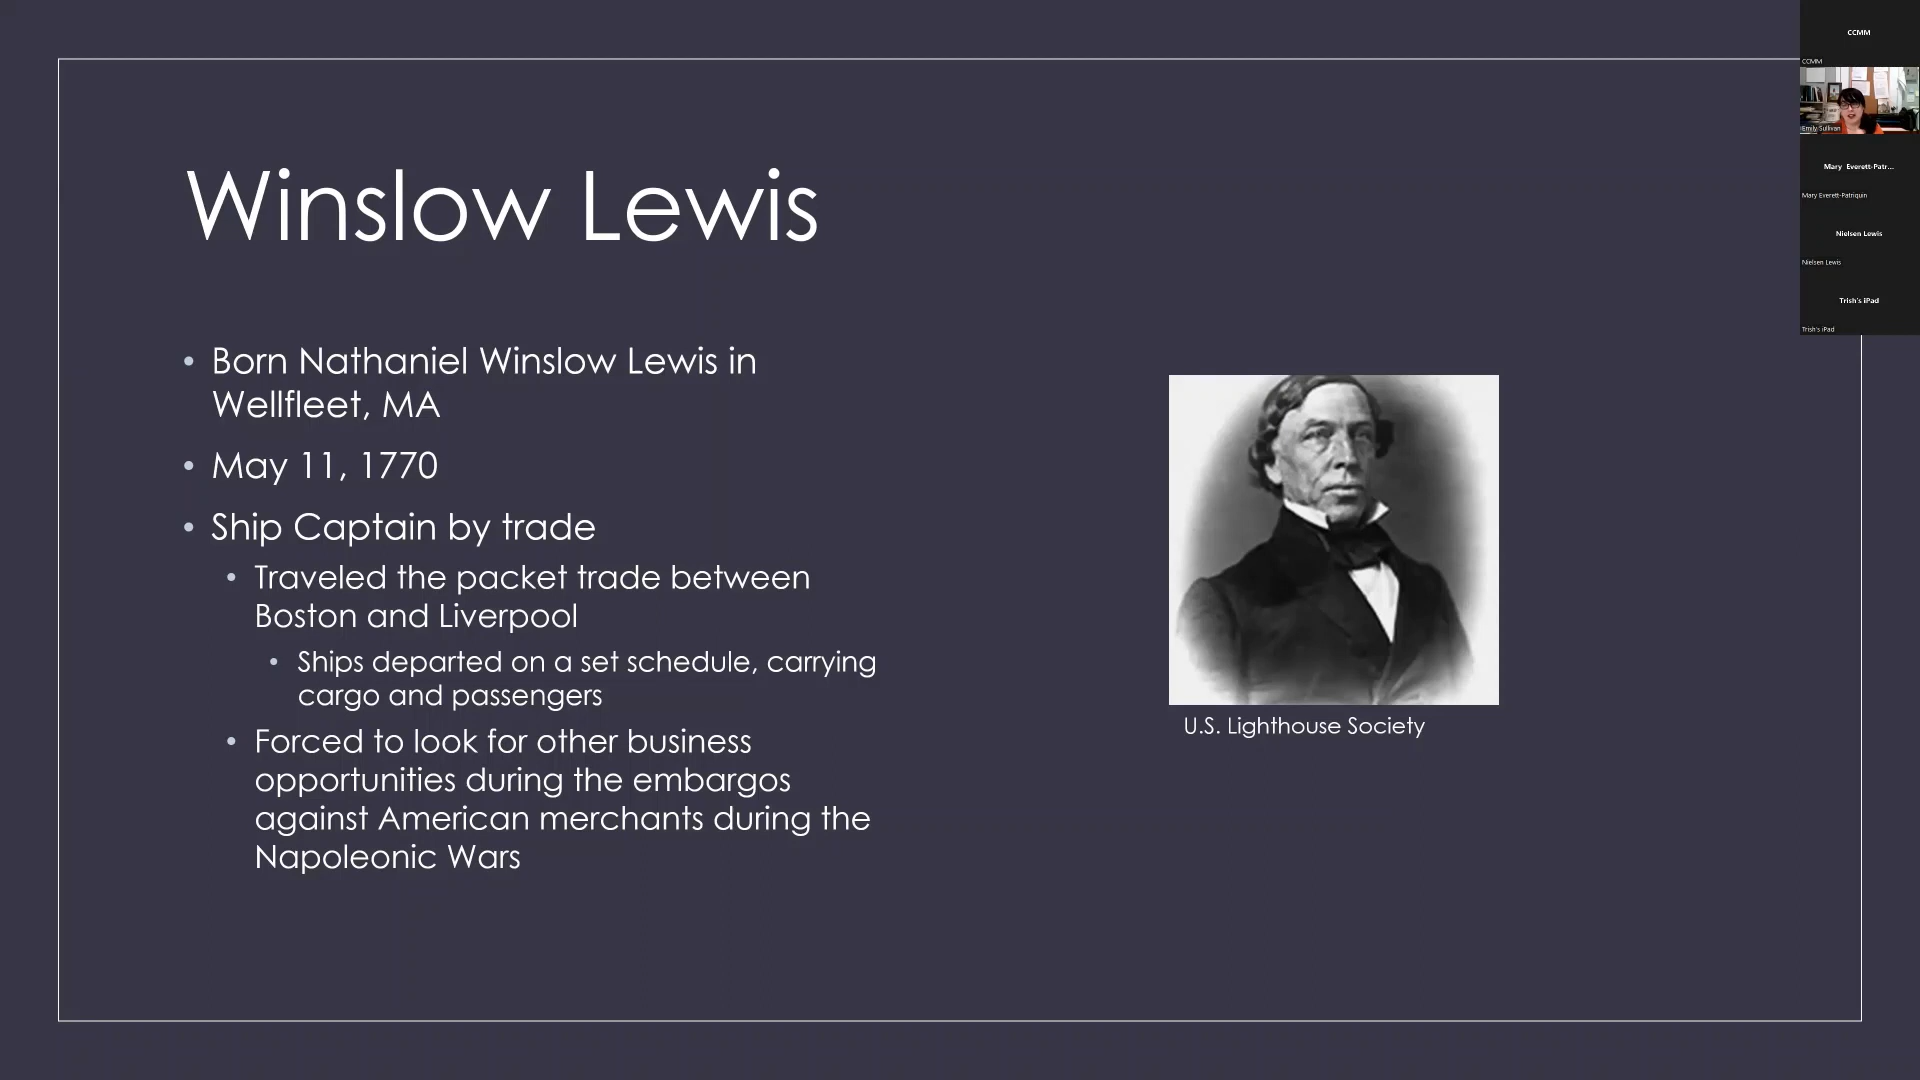 Winslow Lewis
• Born Nathaniel Winslow Lewis in
Wellfleet, MA
• May 11, 1770
• Ship Captain by trade
• Traveled the packet trade between
Boston and Liverpool
• Ships departed on a set schedule, carrying
cargo and passengers
• Forced to look for other business
opportunities during the embargos
against American merchants during the
Napoleonic Wars
U.S. Lighthouse Society
CCMM
CCMM
Emily Sullivan
Mary Everett-Patr...
Mary Everett-Patriquin
Nielsen Lewis
Nielsen Lewis
Trish's iPad
Trish's iPad